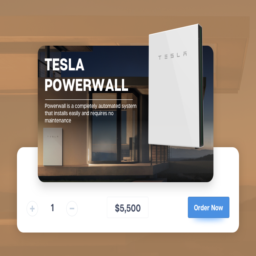 TESLA
TESLA
POWERWALL
Powerwall is a completely automated system
that installs easily and requires no
maintenance
+ 1 −
$5,500
Order Now